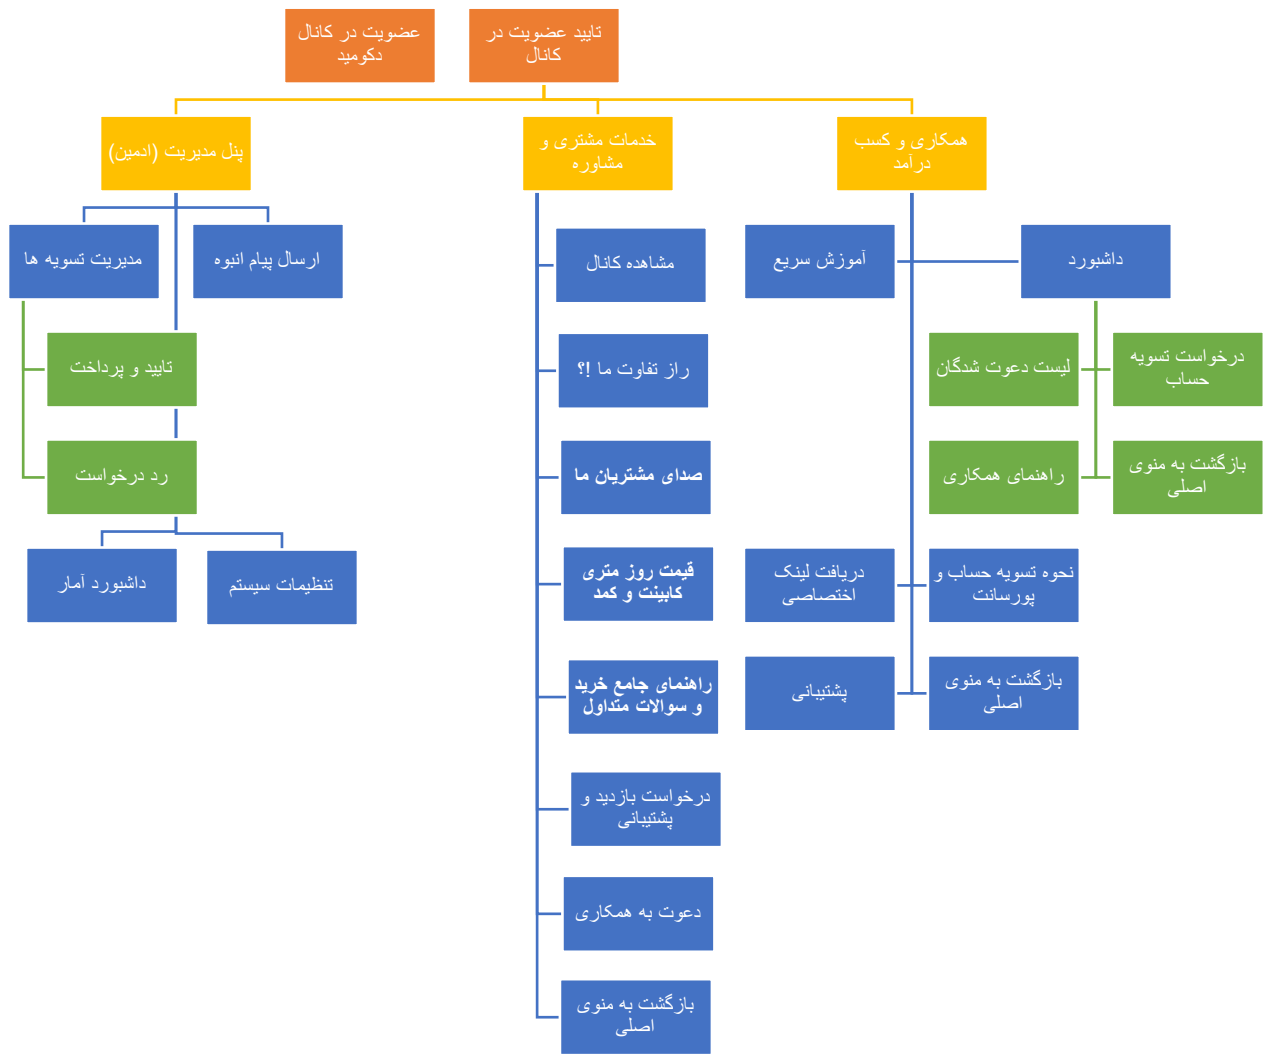 تایید عضویت در
کانال
عضویت در کانال
دکومید
همکاری و کسب
درآمد
خدمات مشتری و
مشاوره
پنل مدیریت (ادمین)
داشبورد
آموزش سریع
درخواست تسویه
حساب
لیست دعوت شدگان
بازگشت به منوی
اصلی
راهنمای همکاری
نحوه تسویه حساب و
پورسانت
دریافت لینک
اختصاصی
بازگشت به منوی
اصلی
پشتیبانی
مشاهده کانال
راز تفاوت ما !؟
صدای مشتریان ما
قیمت روز متری
کابینت و کمد
راهنمای جامع خرید
و سوالات متداول
درخواست بازدید و
پشتیبانی
دعوت به همکاری
بازگشت به منوی
اصلی
ارسال پیام انبوه
مدیریت تسویه ها
تایید و پرداخت
رد درخواست
تنظیمات سیستم
داشبورد آمار